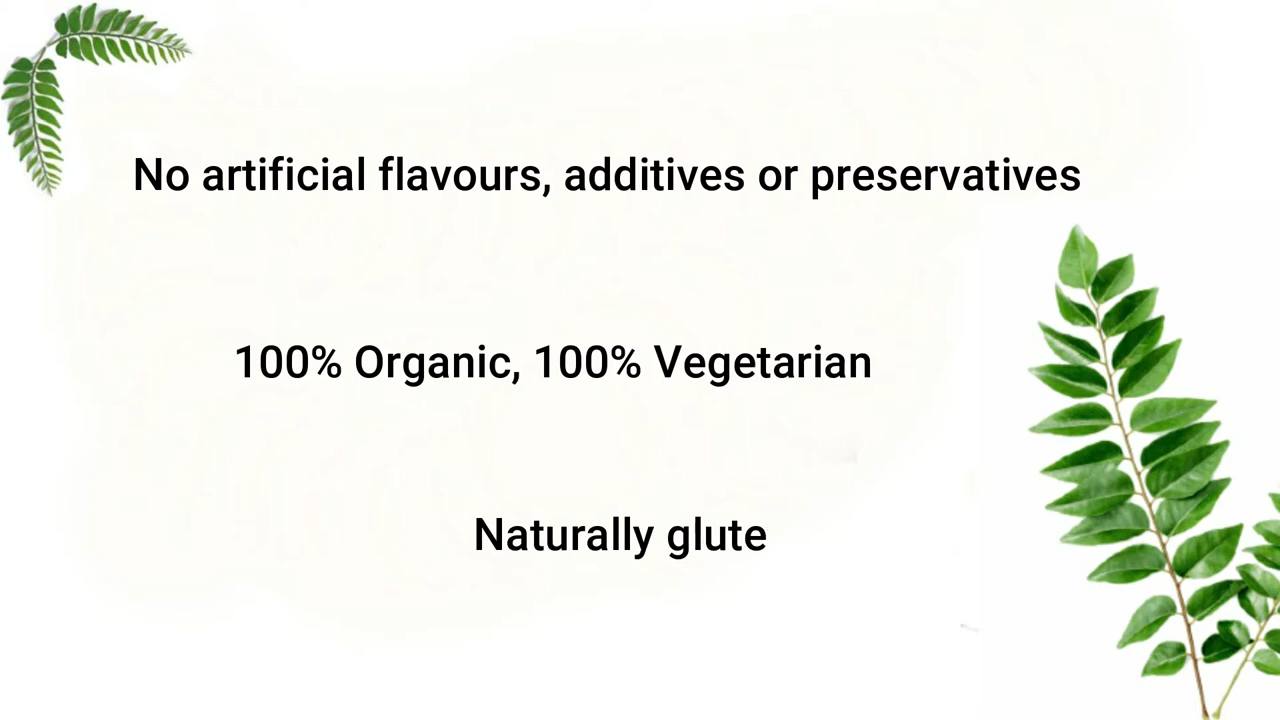 No artificial flavours, additives or preservatives
100% Organic, 100% Vegetarian
Naturally glute